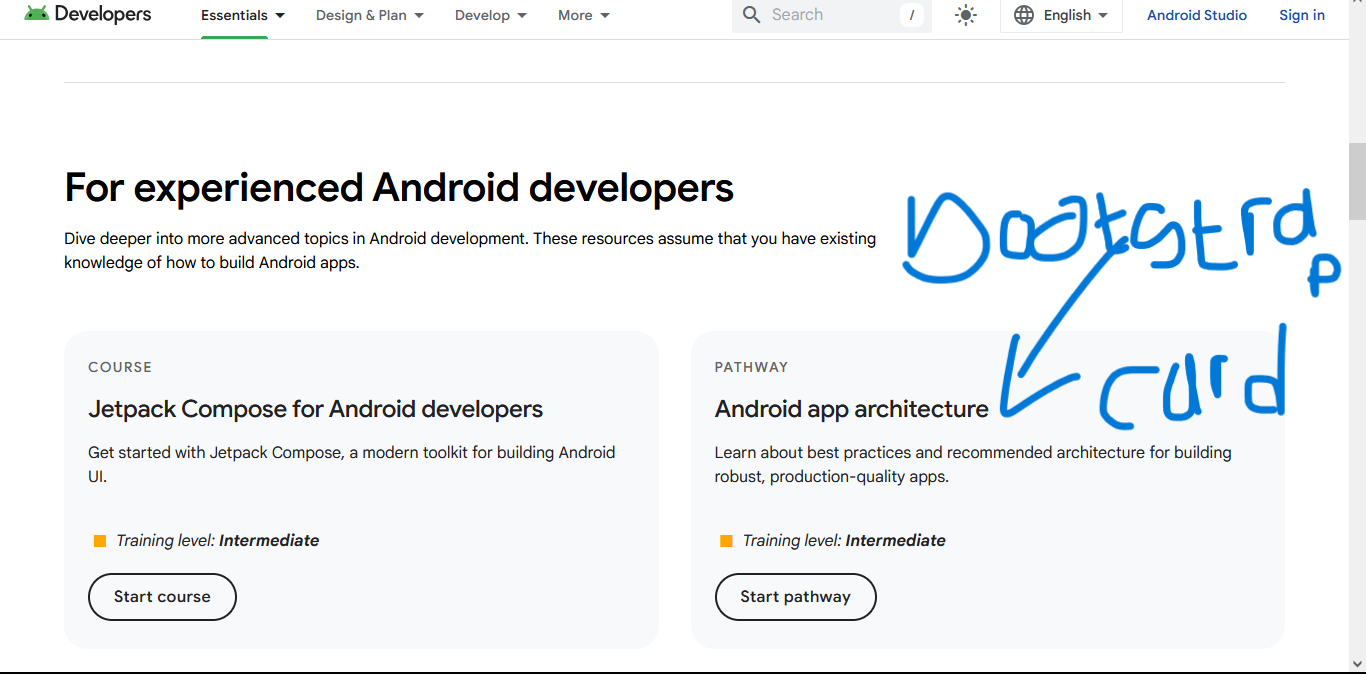 Developers Essentials Design & Plan Develop More Search / English Android Studio Sign in
For experienced Android developers
Dive deeper into more advanced topics in Android development. These resources assume that you have existing
knowledge of how to build Android apps.
Bootstrap
card
COURSE
Jetpack Compose for Android developers
Get started with Jetpack Compose, a modern toolkit for building Android
UI.
Training level: Intermediate
Start course
PATHWAY
Android app architecture
Learn about best practices and recommended architecture for building
robust, production-quality apps.
Training level: Intermediate
Start pathway